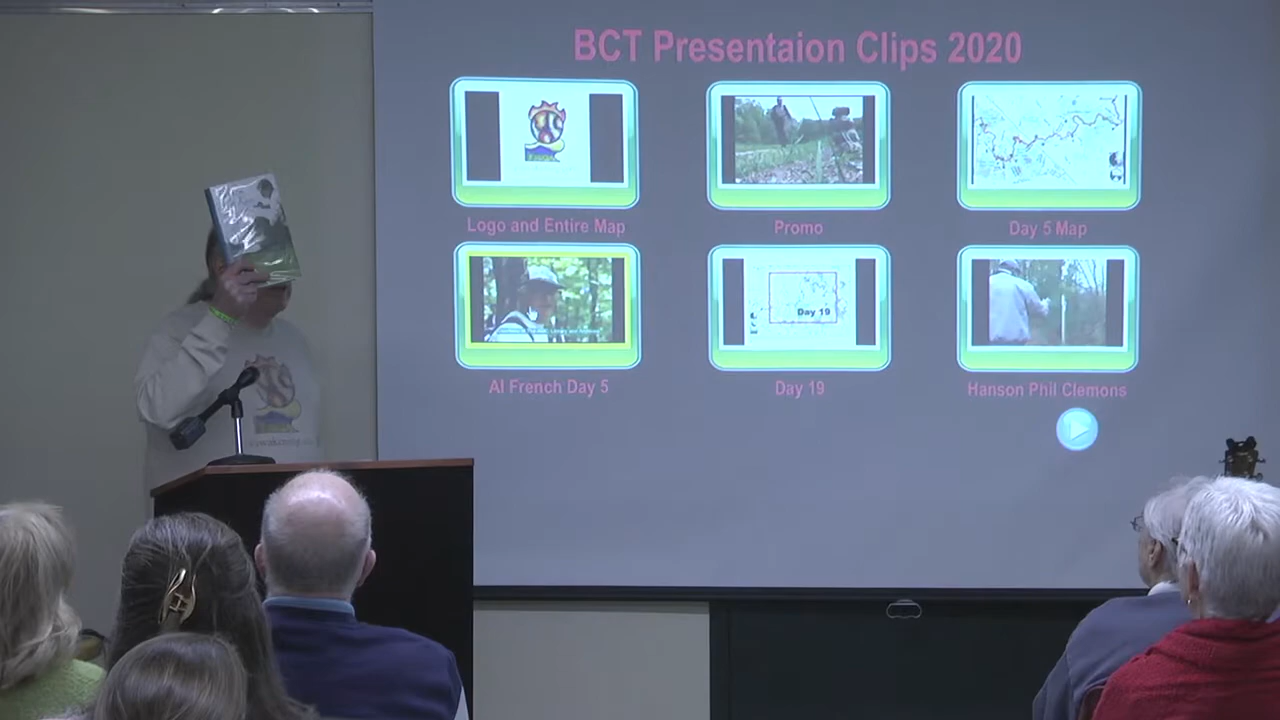 BCT Presentaion Clips 2020
Logo and Entire Map
Promo
Day 5 Map
Day 19
Al French Day 5
Day 19
Hanson Phil Clemons